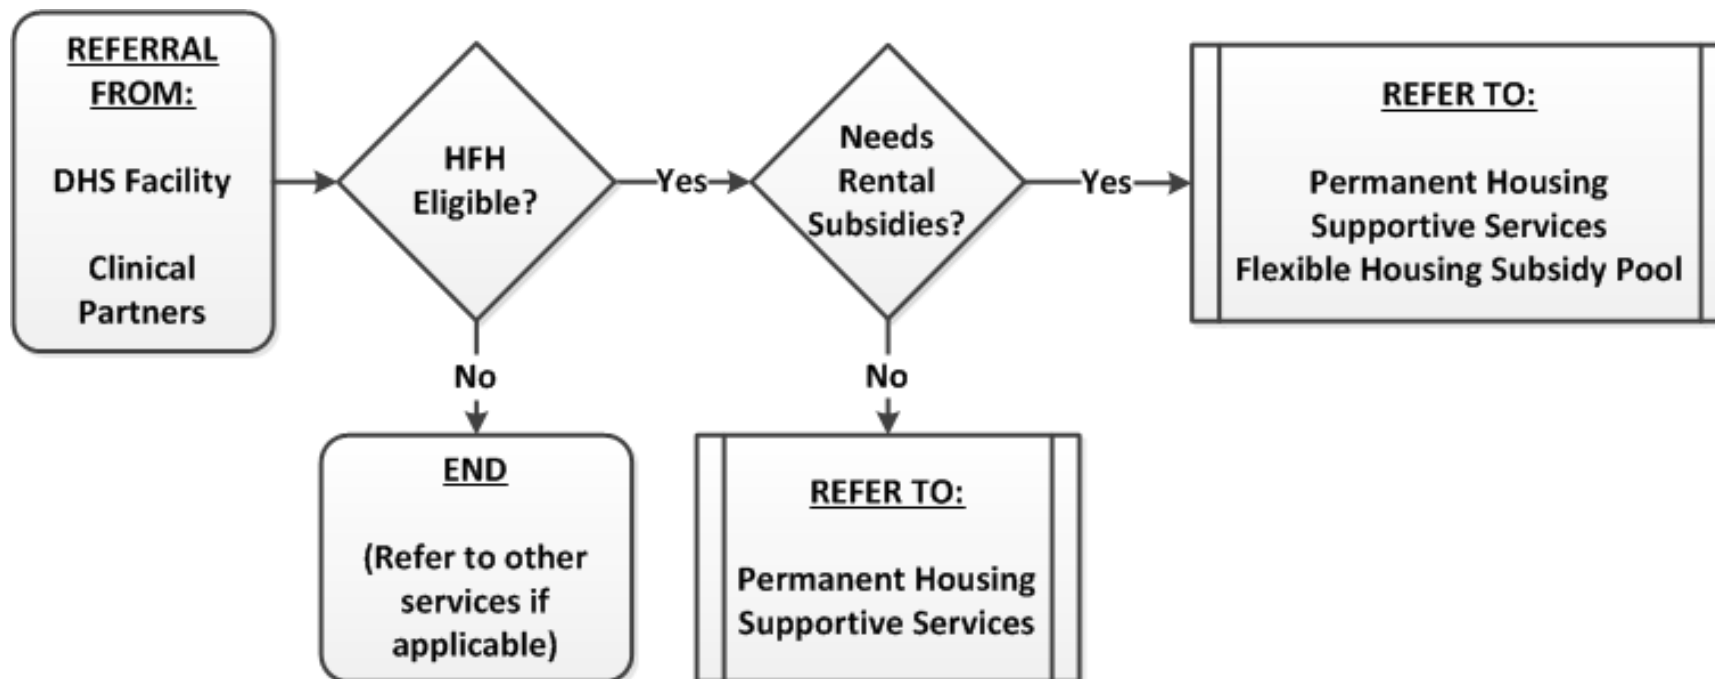 REFERRAL
FROM:
DHS Facility
Clinical
Partners
HFH
Eligible?
Yes
Needs
Rental
Subsidies?
Yes
REFER TO:
Permanent Housing
Supportive Services
Flexible Housing Subsidy Pool
No
END
(Refer to other
services if
applicable)
No
REFER TO:
Permanent Housing
Supportive Services